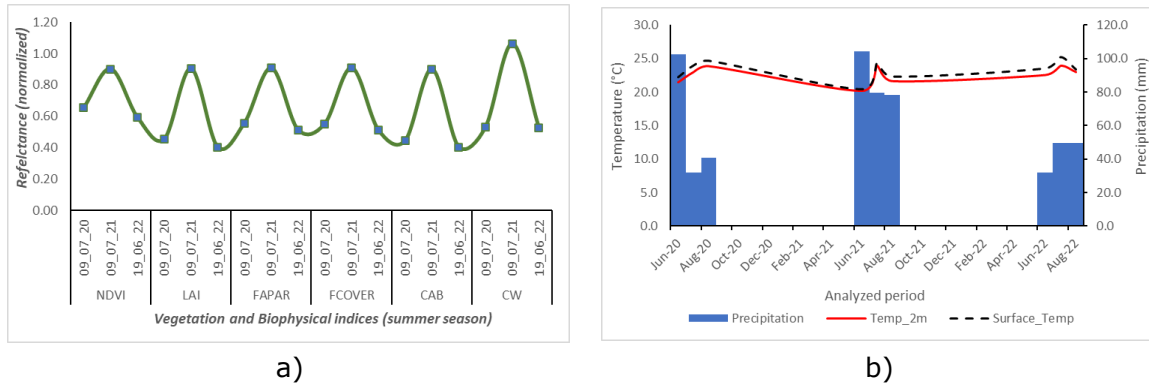 1.20
1.00
0.80
0.60
0.40
0.20
0.00
Refelctance (normalized)
09_07_20
09_07_21
19_06_22
09_07_20
09_07_21
19_06_22
09_07_20
09_07_21
19_06_22
09_07_20
09_07_21
19_06_22
09_07_20
09_07_21
19_06_22
09_07_20
09_07_21
19_06_22
NDVI LAI FAPAR FCOVER CAB CW
Vegetation and Biophysical indices (summer season)
a)
30.0
25.0
20.0
15.0
10.0
5.0
0.0
Temperature (°C)
120.0
100.0
80.0
60.0
40.0
20.0
0.0
Precipitation (mm)
Jun-20
Aug-20
Oct-20
Dec-20
Feb-21
Apr-21
Jun-21
Aug-21
Oct-21
Dec-21
Feb-22
Apr-22
Jun-22
Aug-22
Analyzed period
Precipitation Temp_2m Surface_Temp
b)